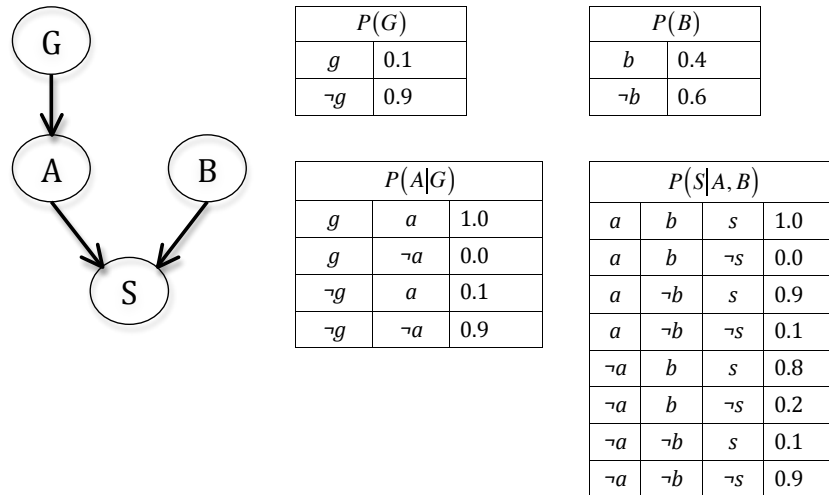 G
A
B
S
P(G)
g 0.1
¬g 0.9
P(B)
b 0.4
¬b 0.6
P(A|G)
g a 1.0
g ¬a 0.0
¬g a 0.1
¬g ¬a 0.9
P(S|A, B)
a b s 1.0
a b ¬s 0.0
a ¬b s 0.9
a ¬b ¬s 0.1
¬a b s 0.8
¬a b ¬s 0.2
¬a ¬b s 0.1
¬a ¬b ¬s 0.9